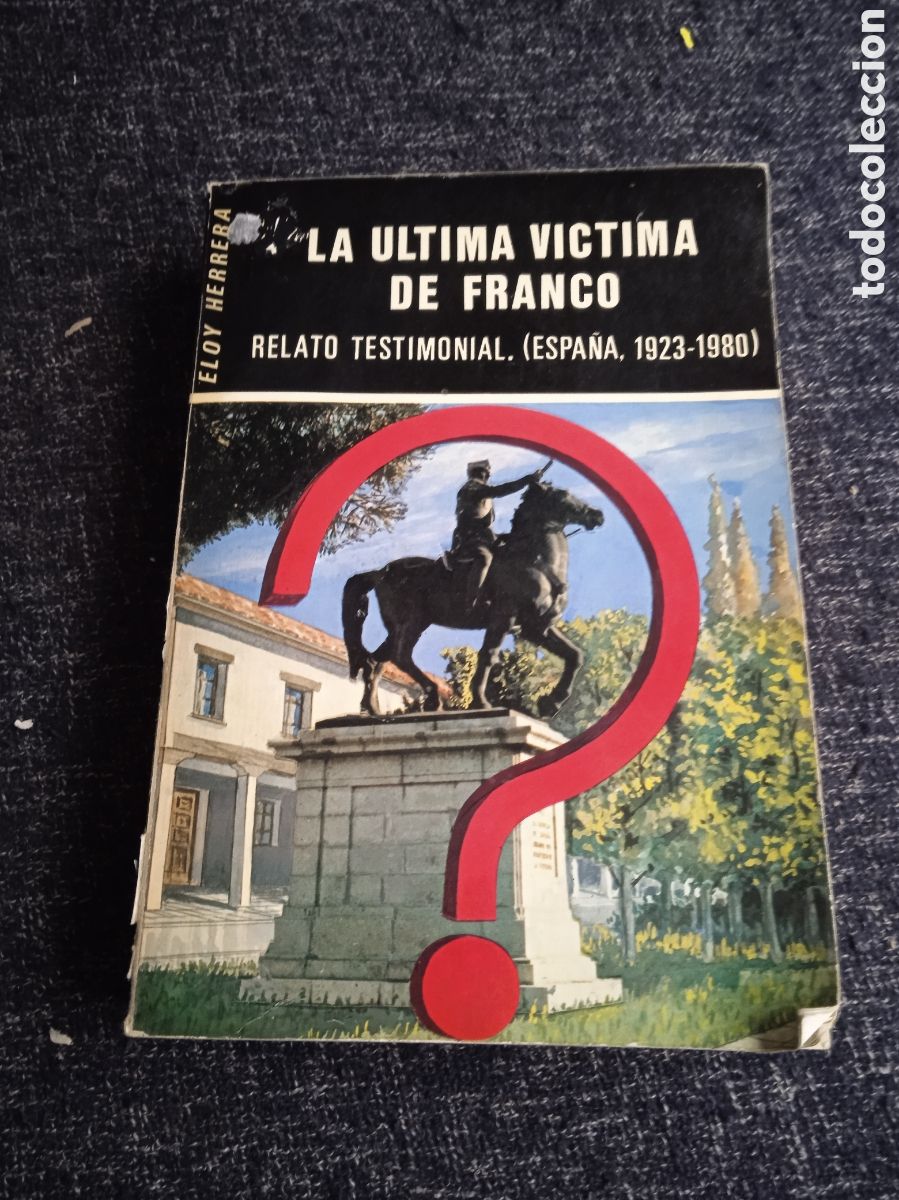 LA ULTIMA VICTIMA
DE FRANCO
RELATO TESTIMONIAL. (ESPAÑA, 1923-1980)
ELOY HERRERA
todocoleccion